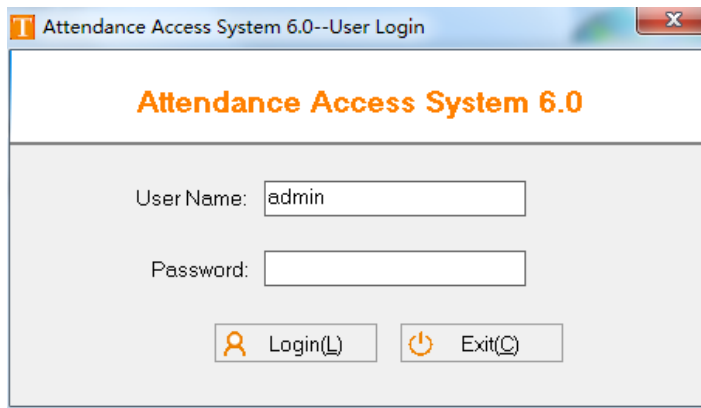 T Attendance Access System 6.0--User Login
Attendance Access System 6.0
User Name: admin
Password:
Login(L) Exit(C)